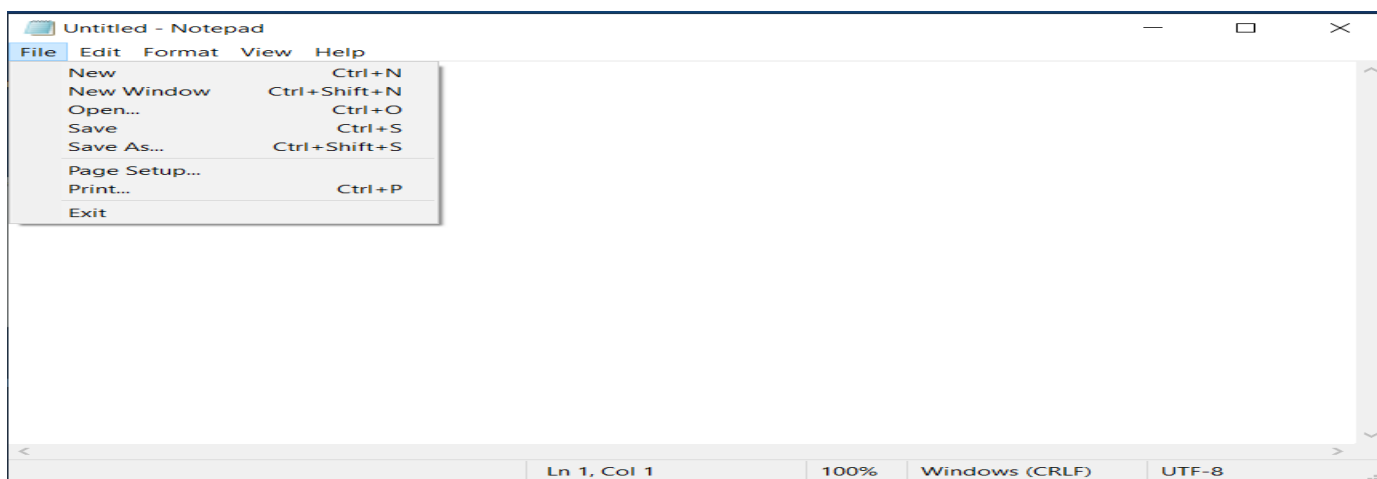 Untitled - Notepad
File Edit Format View Help
New Ctrl+N
New Window Ctrl+Shift+N
Open... Ctrl+O
Save Ctrl+S
Save As... Ctrl+Shift+S
Page Setup...
Print... Ctrl+P
Exit
Ln 1, Col 1 100% Windows (CRLF) UTF-8